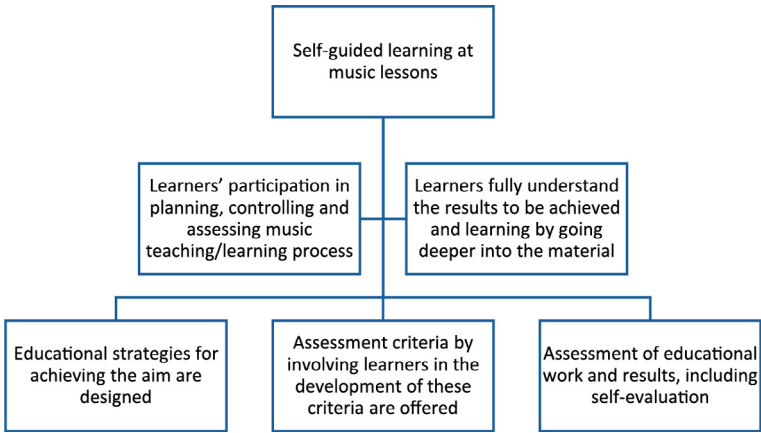 Self-guided learning at
music lessons
Learners’ participation in
planning, controlling and
assessing music
teaching/learning process
Learners fully understand
the results to be achieved
and learning by going
deeper into the material
Educational strategies for
achieving the aim are
designed
Assessment criteria by
involving learners in the
development of these
criteria are offered
Assessment of educational
work and results, including
self-evaluation